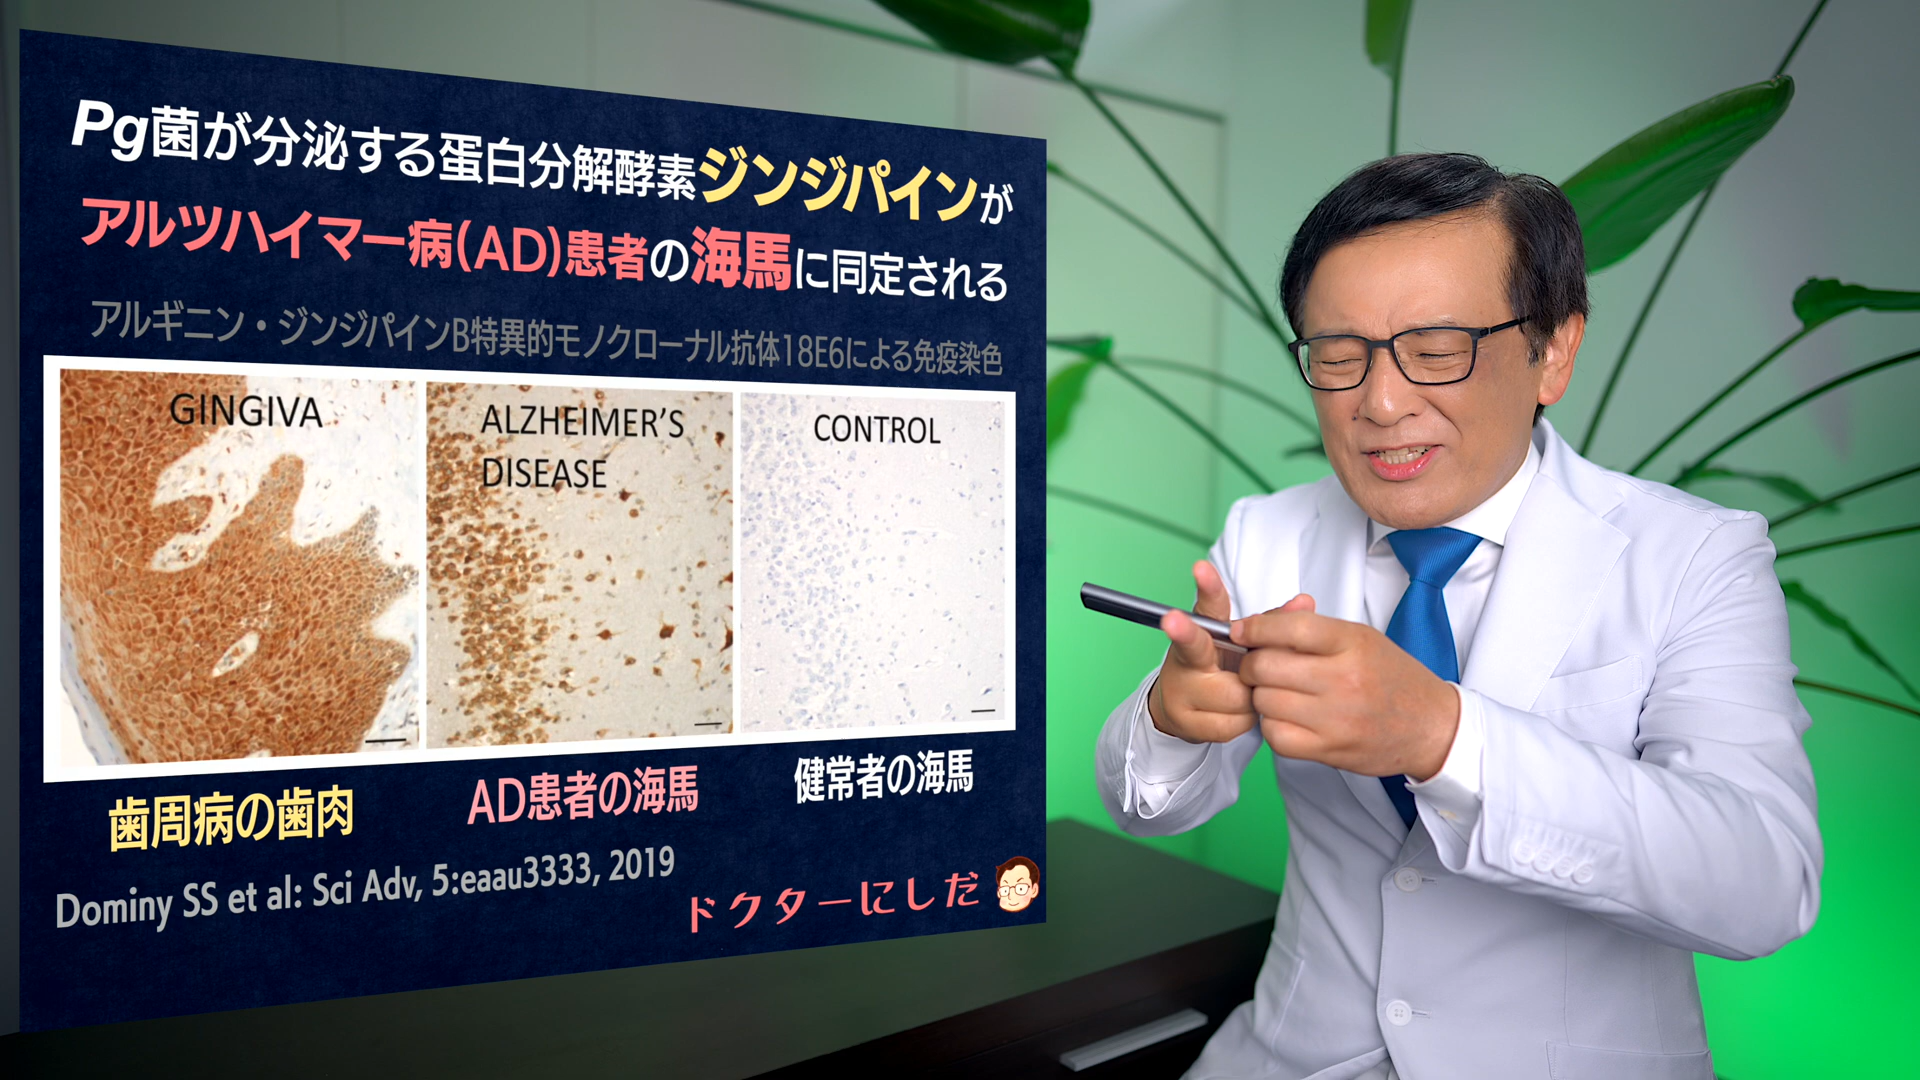 Pg菌が分泌する蛋白分解酵素ジンジパインが
アルツハイマー病(AD)患者の海馬に同定される
アルギニン・ジンジパインB特異的モノクローナル抗体18E6による免疫染色
GINGIVA
ALZHEIMER'S
DISEASE
CONTROL
歯周病の歯肉
AD患者の海馬
健常者の海馬
Dominy SS et al: Sci Adv, 5:eaau3333, 2019
ドクターにしだ